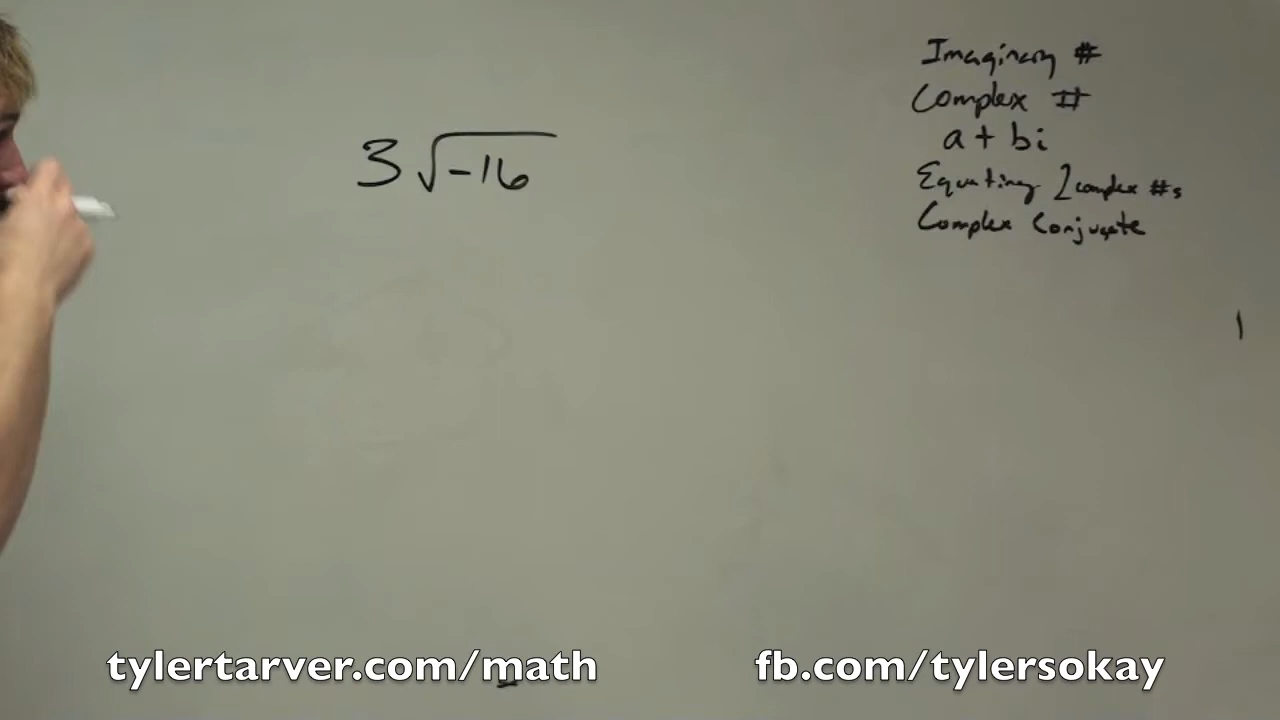 3√-16
Imaginary #
Complex #
a + bi
Equating 2 complex #s
Complex Conjugate
tylertarver.com/math
fb.com/tylersokay